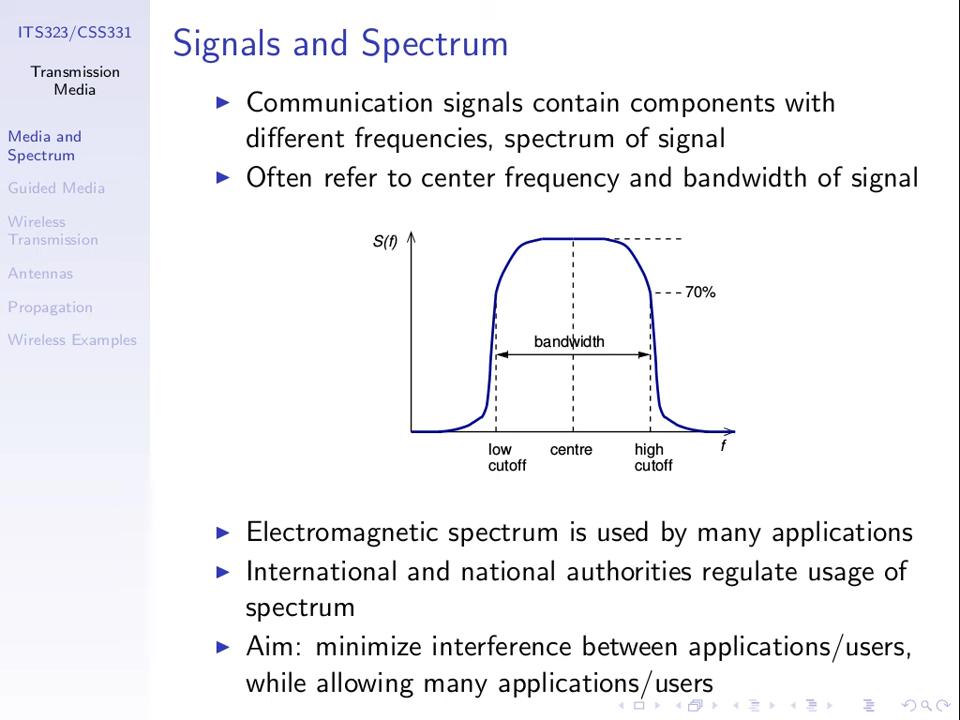 ITS323/CSS331
Transmission
Media
Media and
Spectrum
Guided Media
Wireless
Transmission
Antennas
Propagation
Wireless Examples
Signals and Spectrum
Communication signals contain components with
different frequencies, spectrum of signal
Often refer to center frequency and bandwidth of signal
S(f)
70%
bandwidth
low
cutoff
centre
high
cutoff
f
Electromagnetic spectrum is used by many applications
International and national authorities regulate usage of
spectrum
Aim: minimize interference between applications/users,
while allowing many applications/users